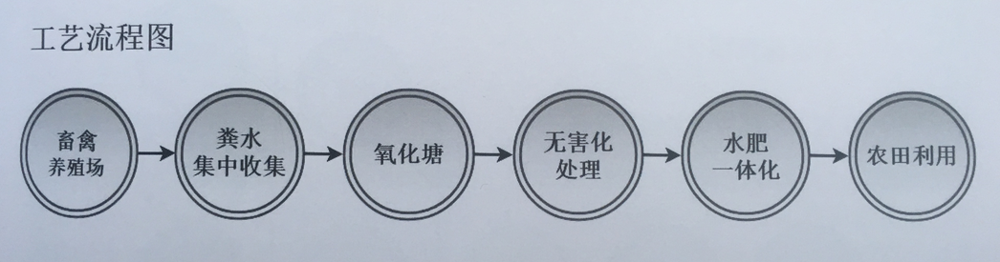 工艺流程图
畜禽
养殖场
粪水
集中收集
氧化塘
无害化
处理
水肥
一体化
农田利用